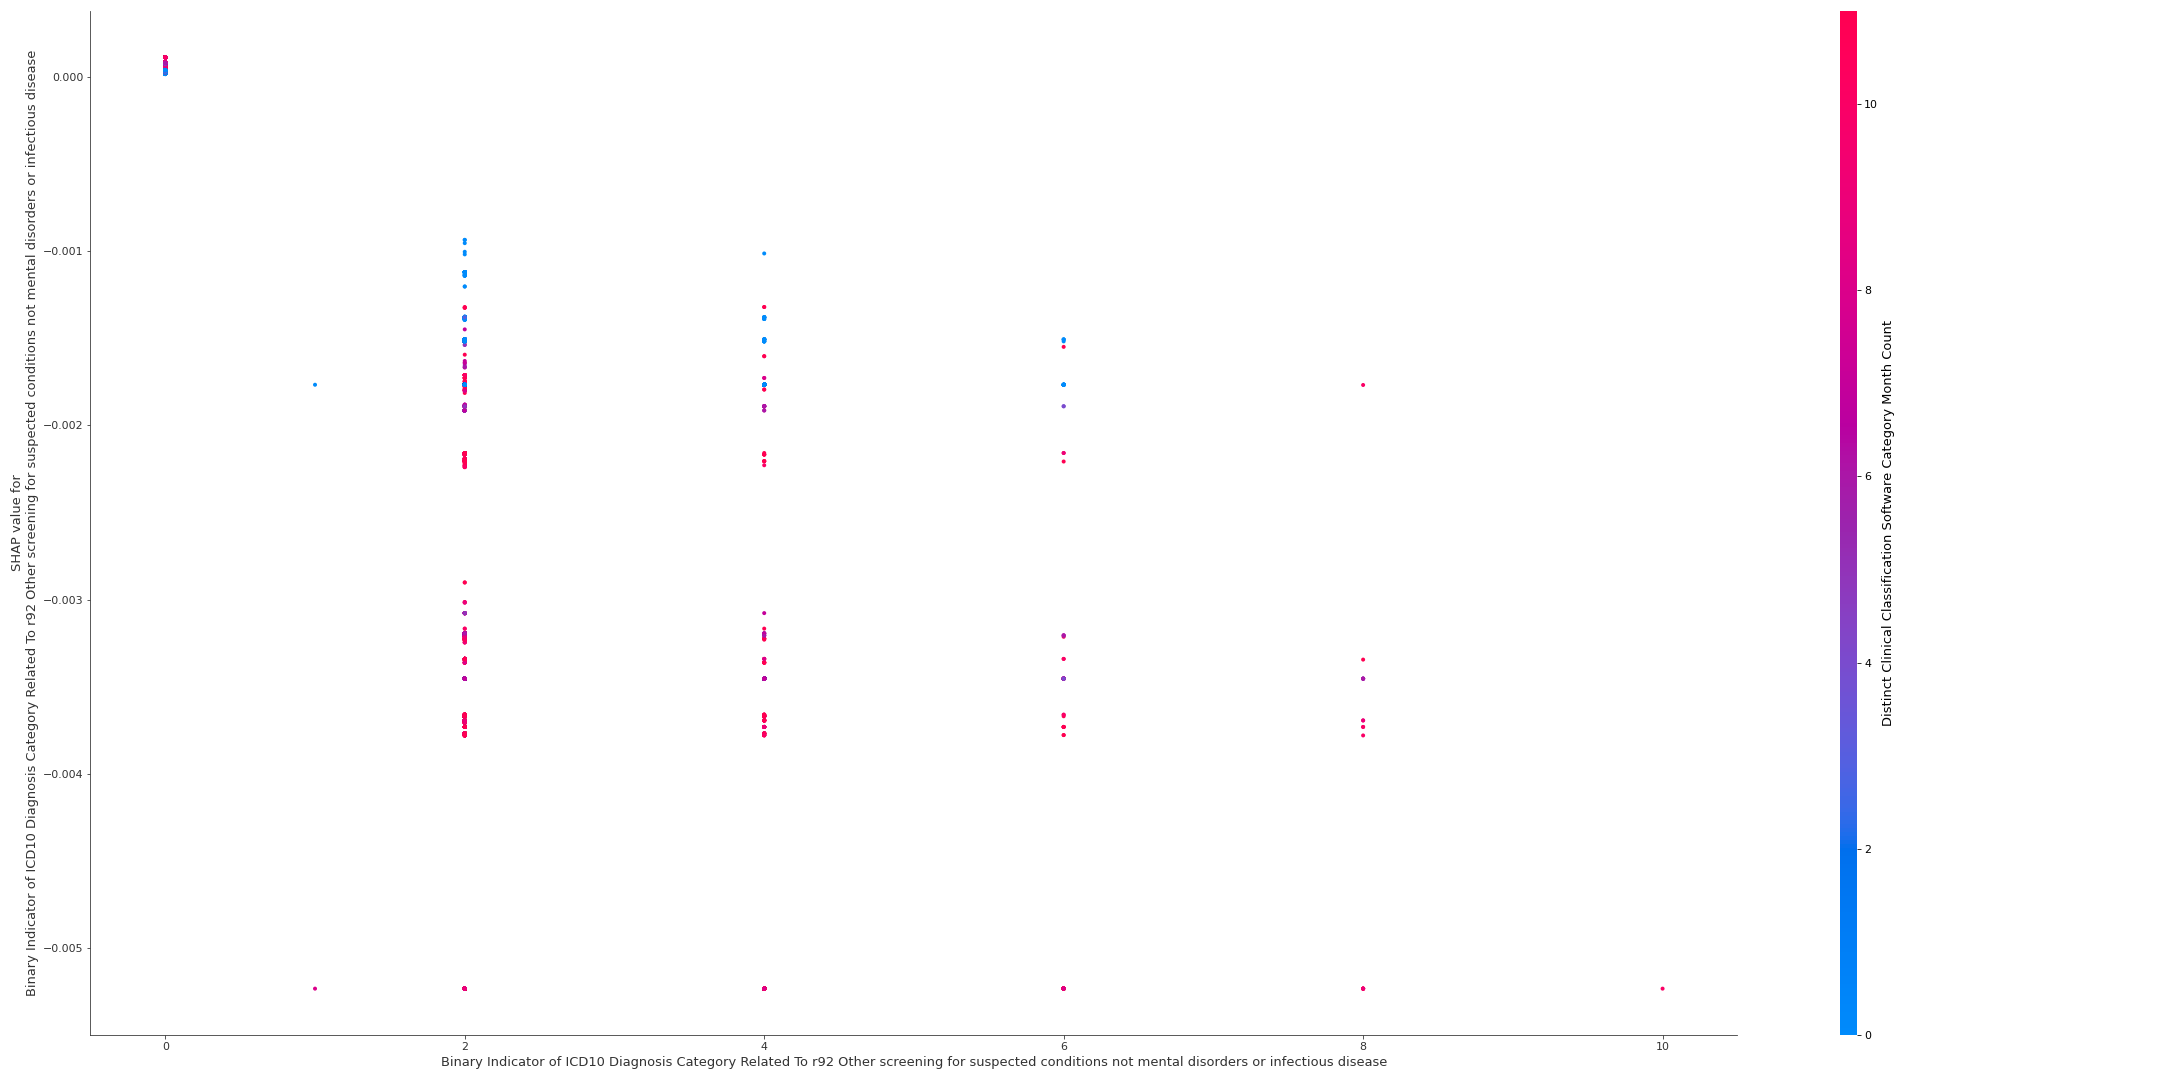 SHAP value for
Binary Indicator of ICD10 Diagnosis Category Related To r92 Other screening for suspected conditions not mental disorders or infectious disease
0.000
−0.001
−0.002
−0.003
−0.004
−0.005
0 2 4 6 8 10
Binary Indicator of ICD10 Diagnosis Category Related To r92 Other screening for suspected conditions not mental disorders or infectious disease
10
8
6
4
2
0
Distinct Clinical Classification Software Category Month Count